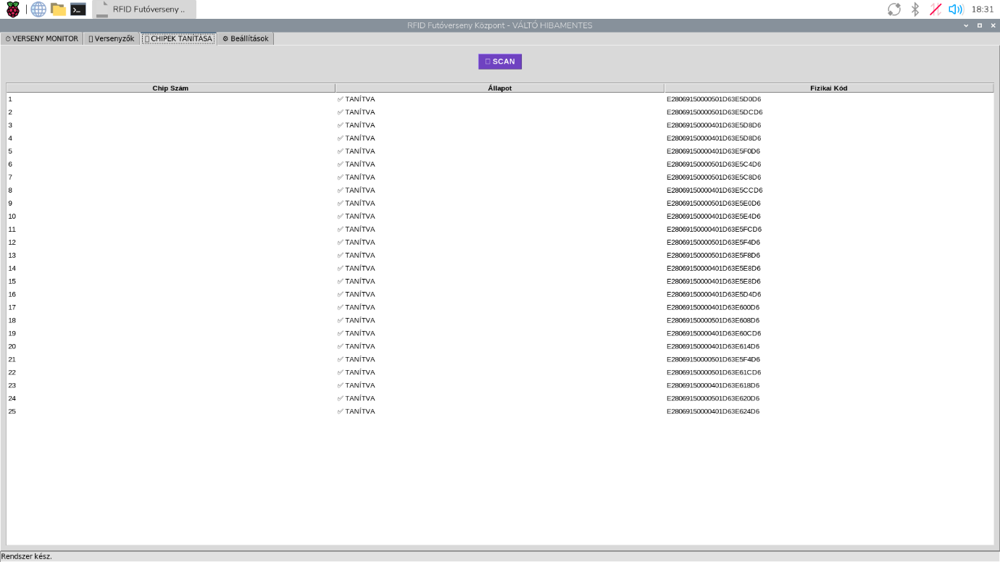 RFID Futóverseny ..
18:31
RFID Futóverseny Központ - VÁLTÓ HIBAMENTES
VERSENY MONITOR Versenyzők CHIPEK TANÍTÁSA Beállítások
SCAN
Chip Szám Állapot Fizikai Kód
1 ✅ TANÍTVA E28069150000501D63E5D0D6
2 ✅ TANÍTVA E28069150000501D63E5DCD6
3 ✅ TANÍTVA E28069150000401D63E5D8D6
4 ✅ TANÍTVA E28069150000401D63E5D8D6
5 ✅ TANÍTVA E28069150000401D63E5F0D6
6 ✅ TANÍTVA E28069150000501D63E5C4D6
7 ✅ TANÍTVA E28069150000501D63E5C8D6
8 ✅ TANÍTVA E28069150000401D63E5CCD6
9 ✅ TANÍTVA E28069150000501D63E5E0D6
10 ✅ TANÍTVA E28069150000401D63E5E4D6
11 ✅ TANÍTVA E28069150000401D63E5FCD6
12 ✅ TANÍTVA E28069150000501D63E5F4D6
13 ✅ TANÍTVA E28069150000501D63E5F8D6
14 ✅ TANÍTVA E28069150000401D63E5E8D6
15 ✅ TANÍTVA E28069150000401D63E5E8D6
16 ✅ TANÍTVA E28069150000401D63E5D4D6
17 ✅ TANÍTVA E28069150000401D63E600D6
18 ✅ TANÍTVA E28069150000501D63E608D6
19 ✅ TANÍTVA E28069150000401D63E60CD6
20 ✅ TANÍTVA E28069150000401D63E614D6
21 ✅ TANÍTVA E28069150000501D63E5F4D6
22 ✅ TANÍTVA E28069150000501D63E61CD6
23 ✅ TANÍTVA E28069150000401D63E618D6
24 ✅ TANÍTVA E28069150000501D63E620D6
25 ✅ TANÍTVA E28069150000401D63E624D6
Rendszer kész.